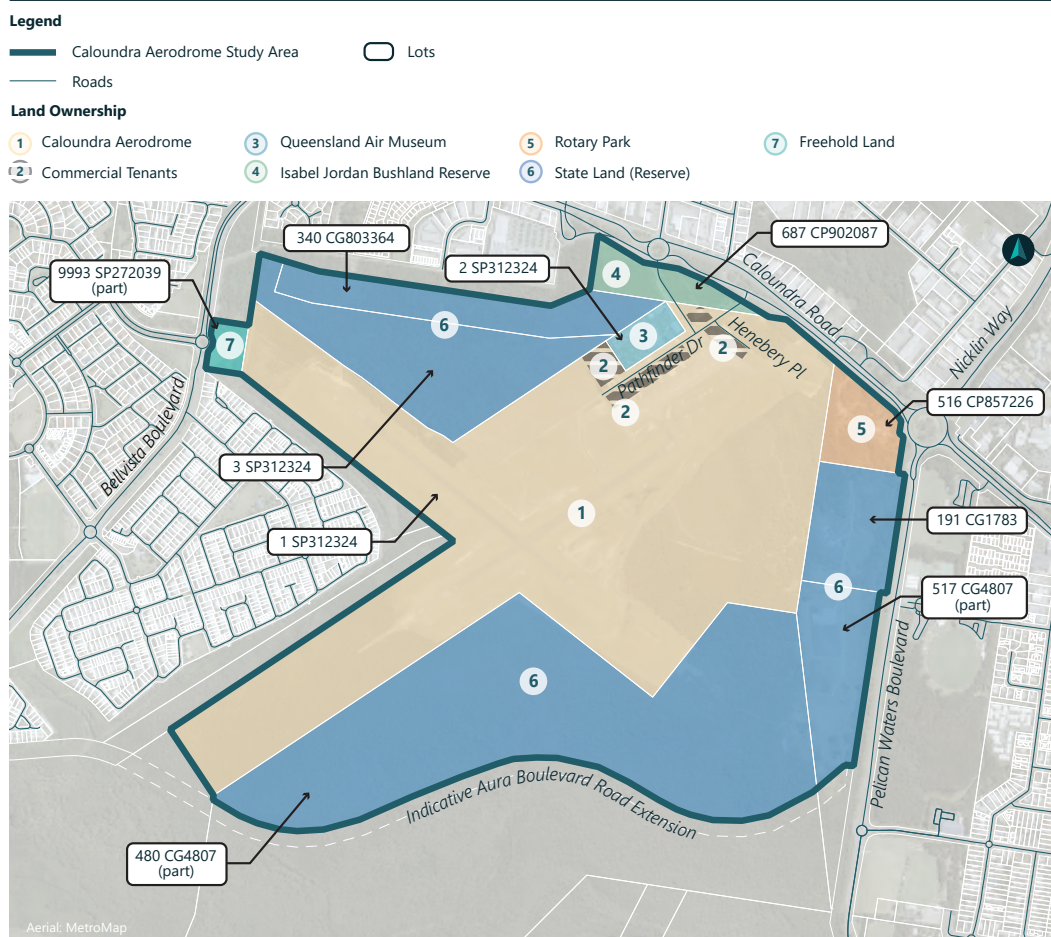 Legend
Caloundra Aerodrome Study Area
Lots
Roads
Land Ownership
1 Caloundra Aerodrome
3 Queensland Air Museum
5 Rotary Park
7 Freehold Land
2 Commercial Tenants
4 Isabel Jordan Bushland Reserve
6 State Land (Reserve)
340 CG803364
687 CP902087
2 SP312324
9993 SP272039
(part)
Caloundra Road
4
6
7
3
2
2
2
Henebery Pl
Pathfinder Dr
Nicklin Way
516 CP857226
5
Bellvista Boulevard
3 SP312324
1
1 SP312324
191 CG1783
6
517 CG4807
(part)
6
Pelican Waters Boulevard
Indicative Aura Boulevard Road Extension
480 CG4807
(part)
Aerial: MetroMap